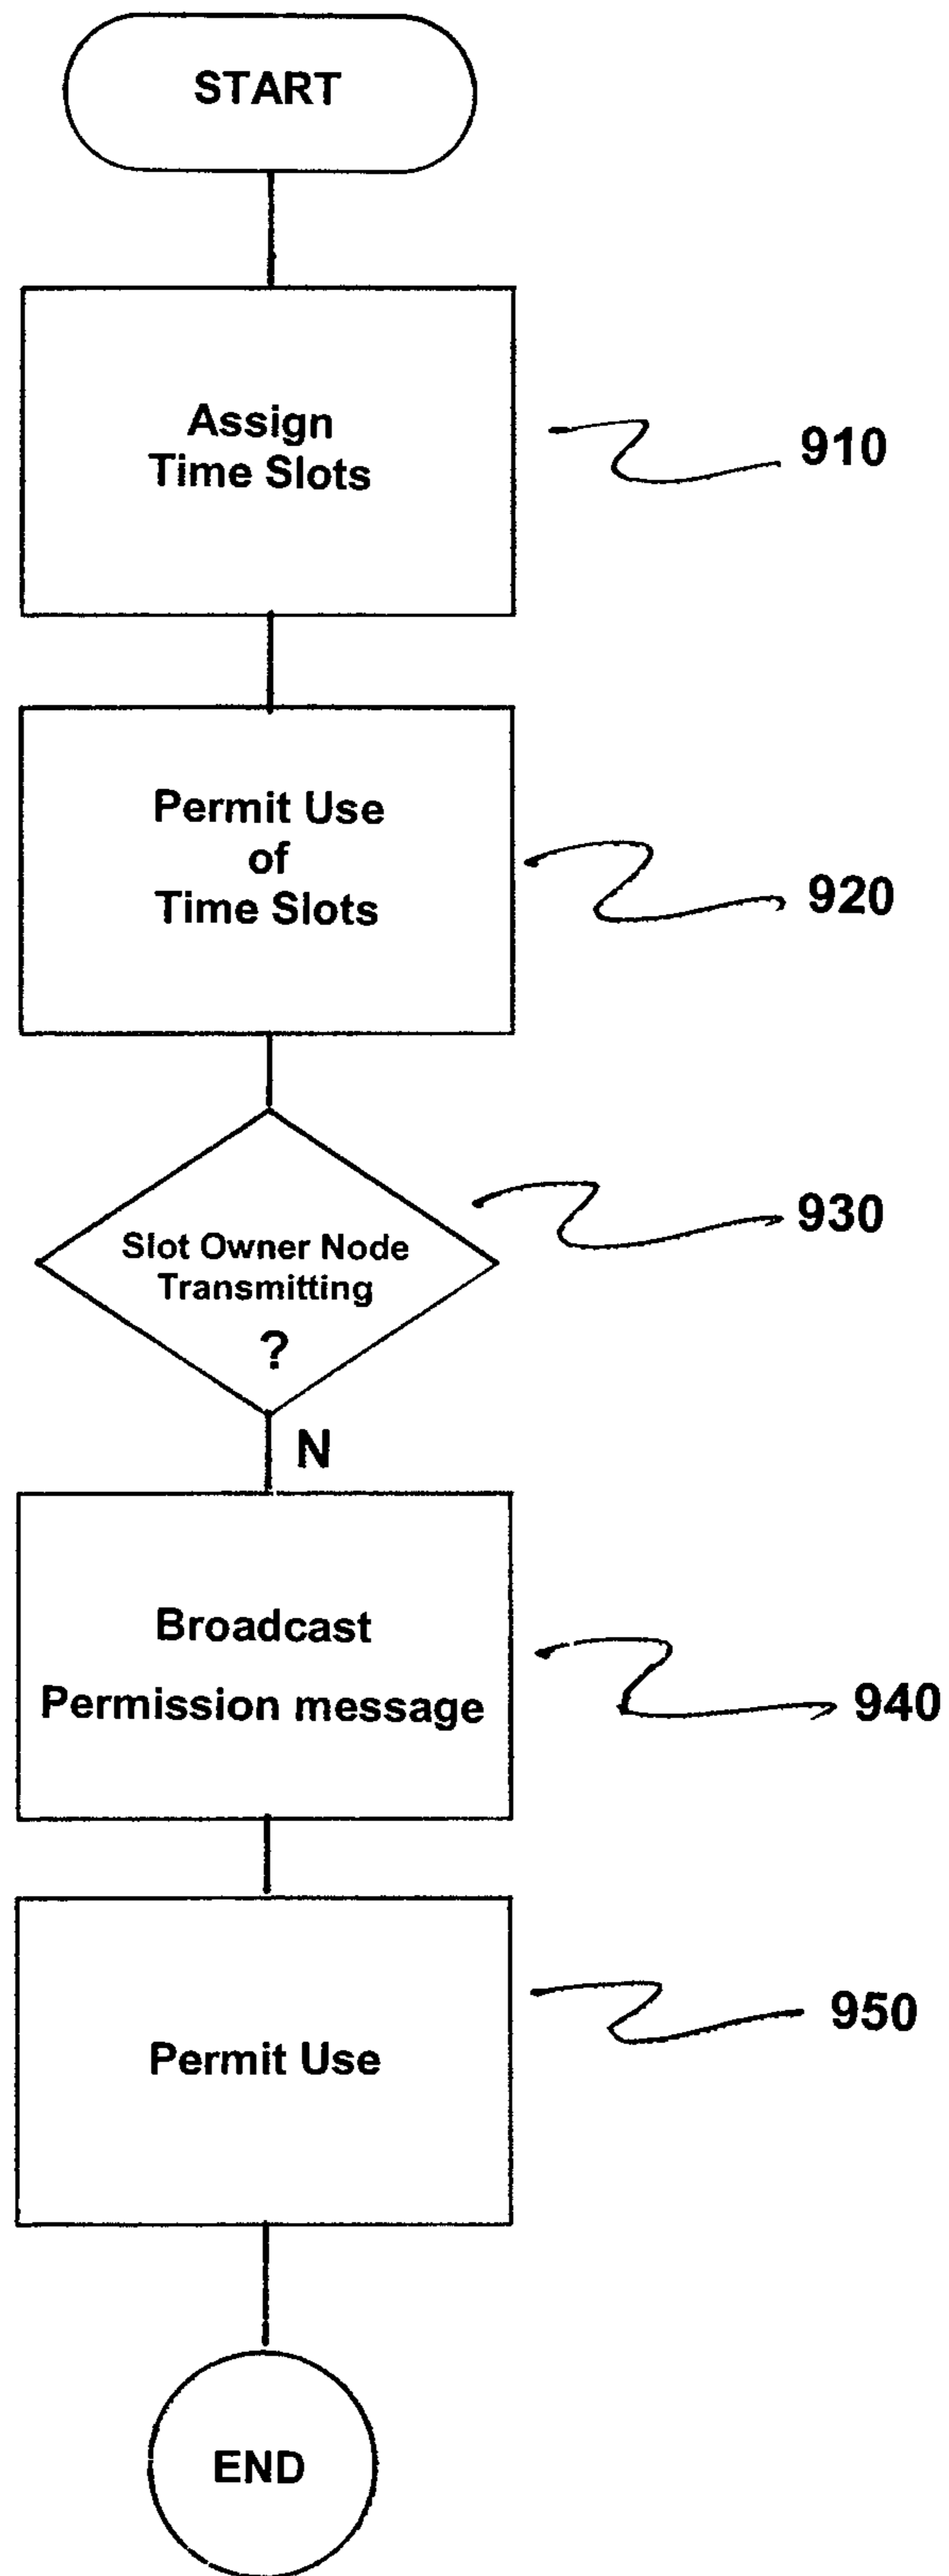 START
Assign
Time Slots
910
Permit Use
of
Time Slots
920
Slot Owner Node
Transmitting
?
930
N
Broadcast
Permission message
940
Permit Use
950
END